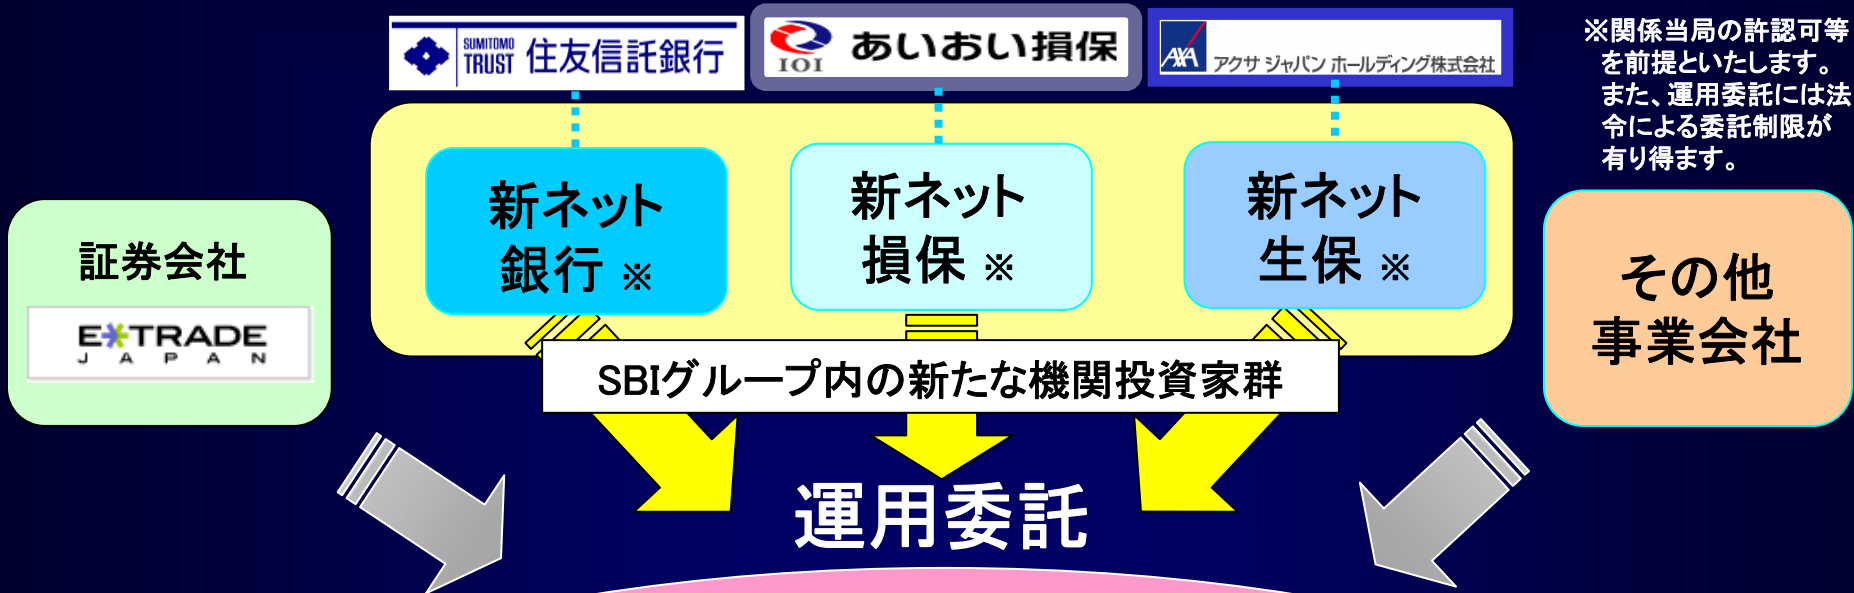 SUMITOMO
TRUST
住友信託銀行
IOI
あいおい損保
AXA
アクサ ジャパン ホールディング株式会社
※関係当局の許認可等
を前提といたします。
また、運用委託には法
令による委託制限が
有り得ます。
証券会社
E*TRADE
JAPAN
新ネット
銀行 ※
新ネット
損保 ※
新ネット
生保 ※
その他
事業会社
SBIグループ内の新たな機関投資家群
運用委託